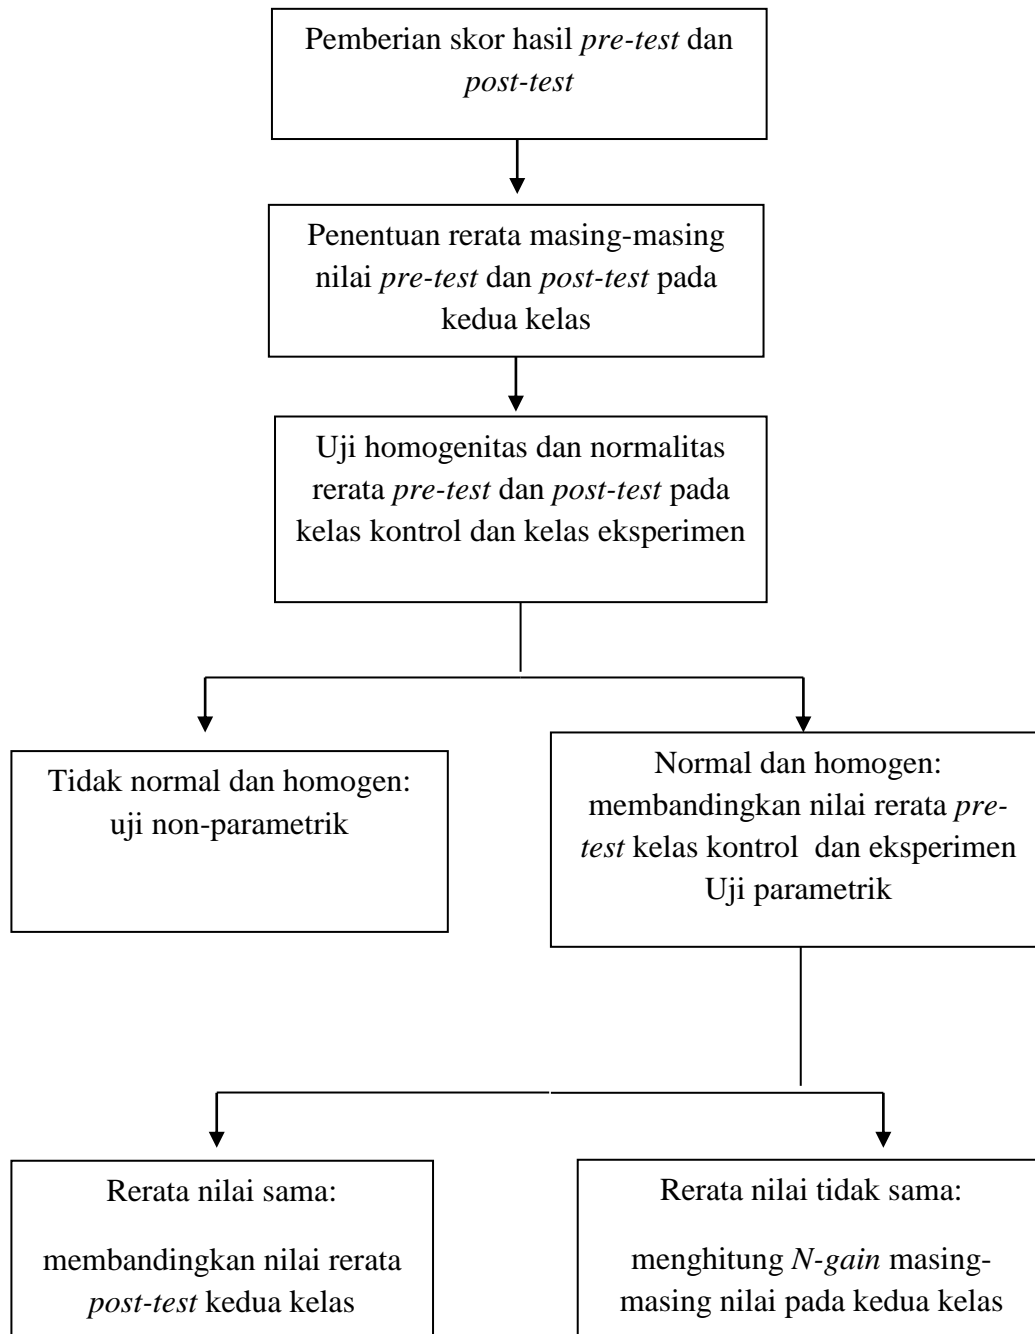 Pemberian skor hasil pre-test dan
post-test
Penentuan rerata masing-masing
nilai pre-test dan post-test pada
kedua kelas
Uji homogenitas dan normalitas
rerata pre-test dan post-test pada
kelas kontrol dan kelas eksperimen
Tidak normal dan homogen:
uji non-parametrik
Normal dan homogen:
membandingkan nilai rerata pre-
test kelas kontrol dan eksperimen
Uji parametrik
Rerata nilai sama:
membandingkan nilai rerata
post-test kedua kelas
Rerata nilai tidak sama:
menghitung N-gain masing-
masing nilai pada kedua kelas